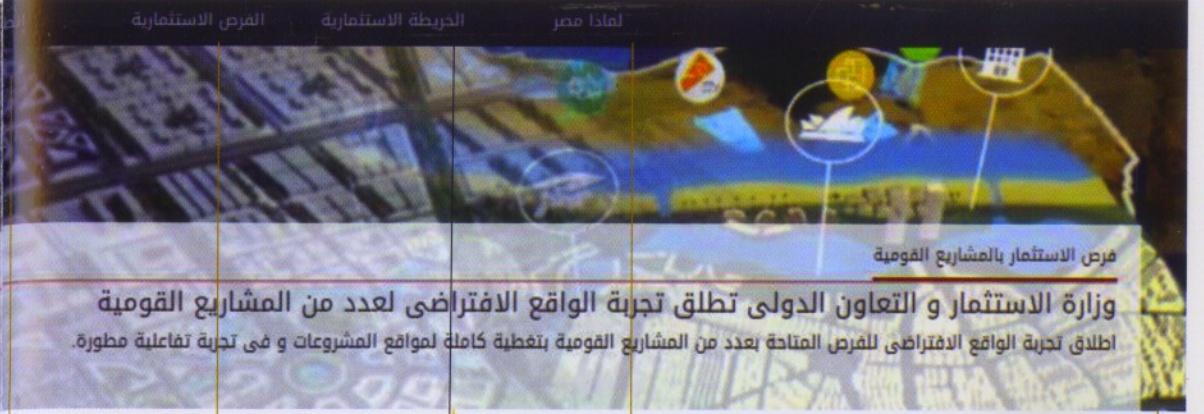 لماذا مصر الخريطة الاستثمارية الفرص الاستثمارية
فرص الاستثمار بالمشاريع القومية
وزارة الاستثمار و التعاون الدولى تطلق تجربة الواقع الافتراضى لعدد من المشاريع القومية
اطلاق تجربة الواقع الافتراضى للفرص المتاحة بعدد من المشاريع القومية بتغطية كاملة لمواقع المشروعات و فى تجربة تفاعلية مطورة.